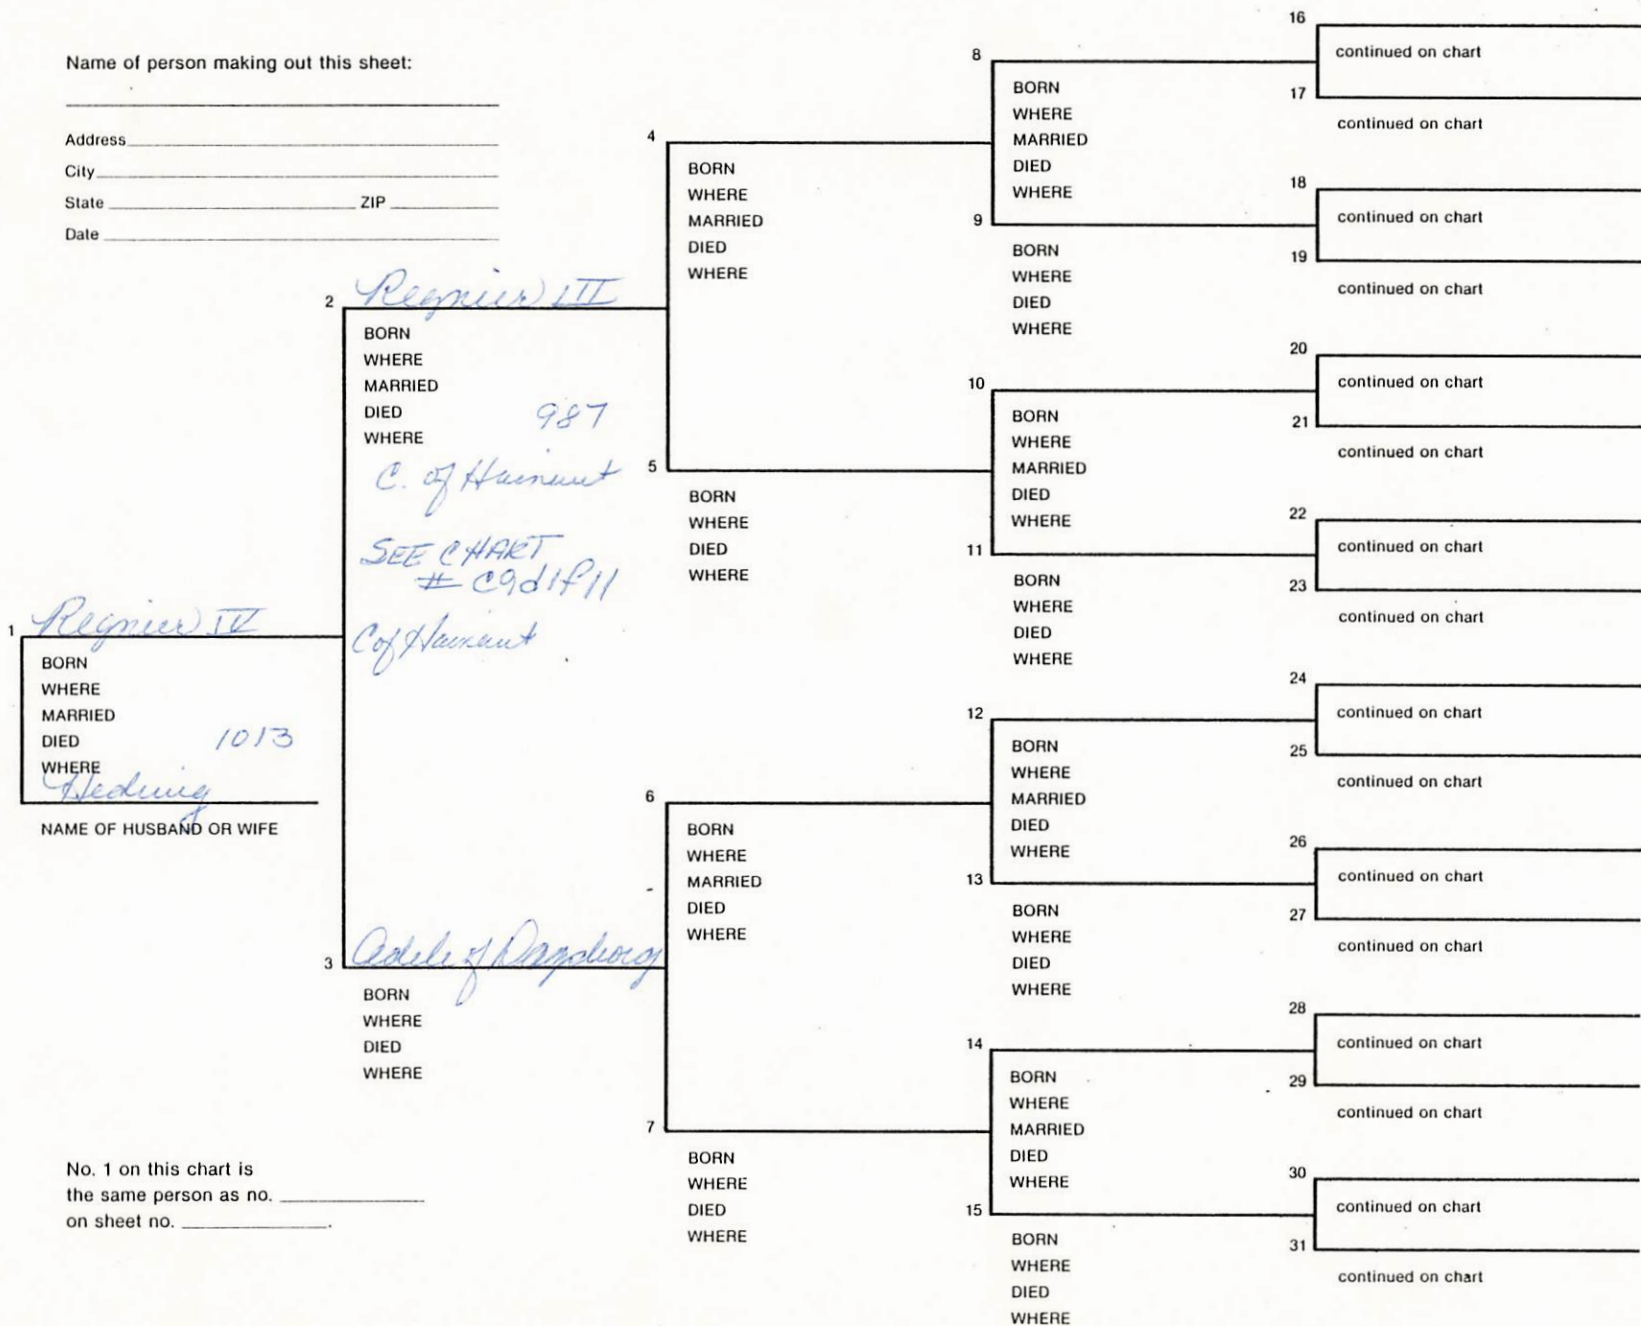 Name of person making out this sheet:
Address
City
State ZIP
Date
1 Regnier IV
BORN
WHERE
MARRIED
DIED 1013
WHERE
Hedwig
NAME OF HUSBAND OR WIFE
2 Regnier III
BORN
WHERE
MARRIED
DIED 987
WHERE
C. of Hainaut
SEE CHART
# C9d1f11
C of Hainaut
3 Adele of
BORN
WHERE
DIED
WHERE
4
BORN
WHERE
MARRIED
DIED
WHERE
5
BORN
WHERE
DIED
WHERE
6
BORN
WHERE
MARRIED
DIED
WHERE
7
BORN
WHERE
DIED
WHERE
8
BORN
WHERE
MARRIED
DIED
WHERE
9
BORN
WHERE
DIED
WHERE
10
BORN
WHERE
MARRIED
DIED
WHERE
11
BORN
WHERE
DIED
WHERE
12
BORN
WHERE
MARRIED
DIED
WHERE
13
BORN
WHERE
DIED
WHERE
14
BORN
WHERE
MARRIED
DIED
WHERE
15
BORN
WHERE
DIED
WHERE
16
continued on chart
17
continued on chart
18
continued on chart
19
continued on chart
20
continued on chart
21
continued on chart
22
continued on chart
23
continued on chart
24
continued on chart
25
continued on chart
26
continued on chart
27
continued on chart
28
continued on chart
29
continued on chart
30
continued on chart
31
continued on chart
No. 1 on this chart is
the same person as no.
on sheet no. .